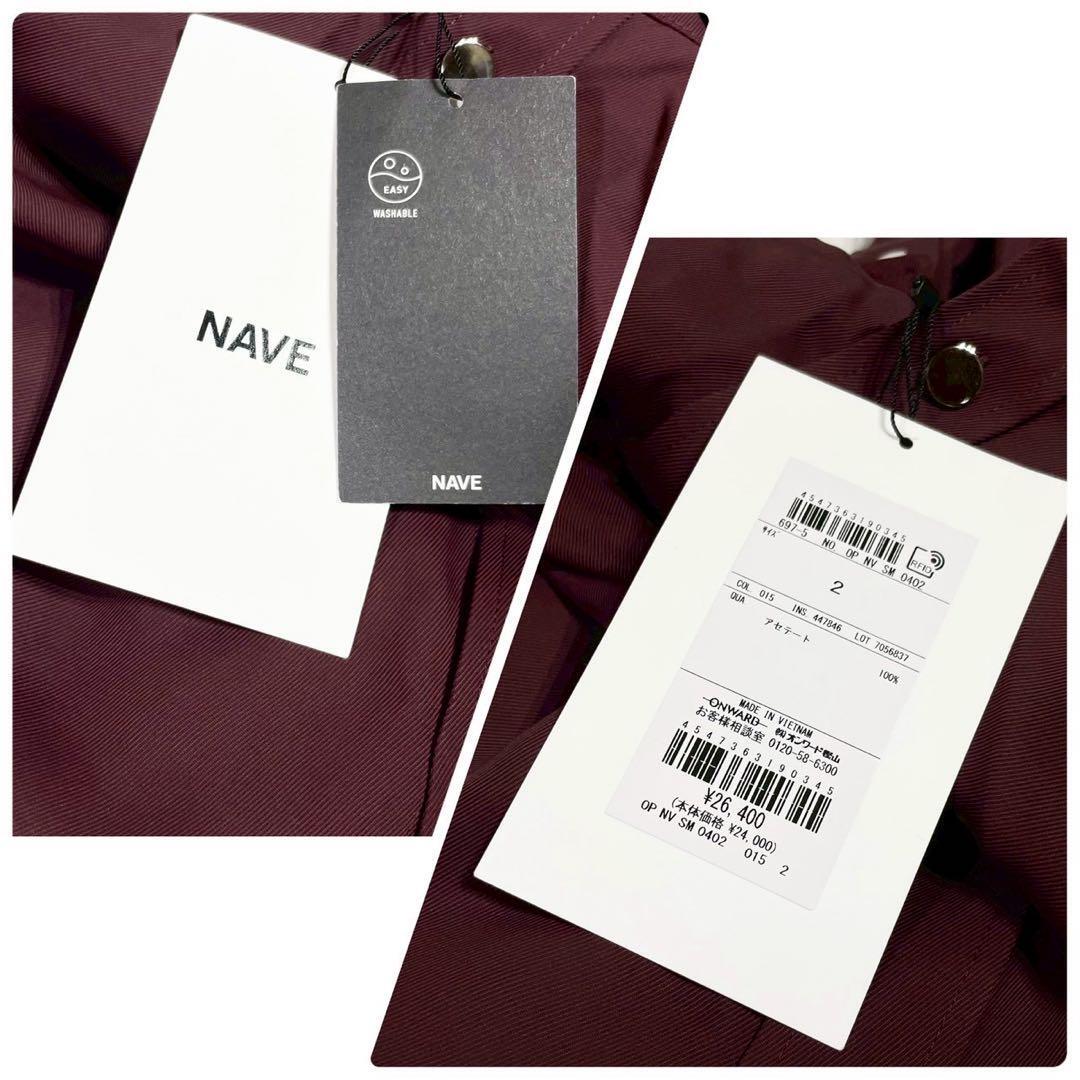 EASY
WASHABLE
NAVE
NAVE
4547363190345
697-5 NO. OP NV SM 0402
RFID
サイズ
2
COL 015 INS 447846 LOT 7056837
QUA
アセテート
100%
MADE IN VIETNAM
ONWARD ㈱オンワード樫山
お客様相談室 0120-58-6300
4547363190345
¥26,400
(本体価格 ¥24,000)
OP NV SM 0402 015 2